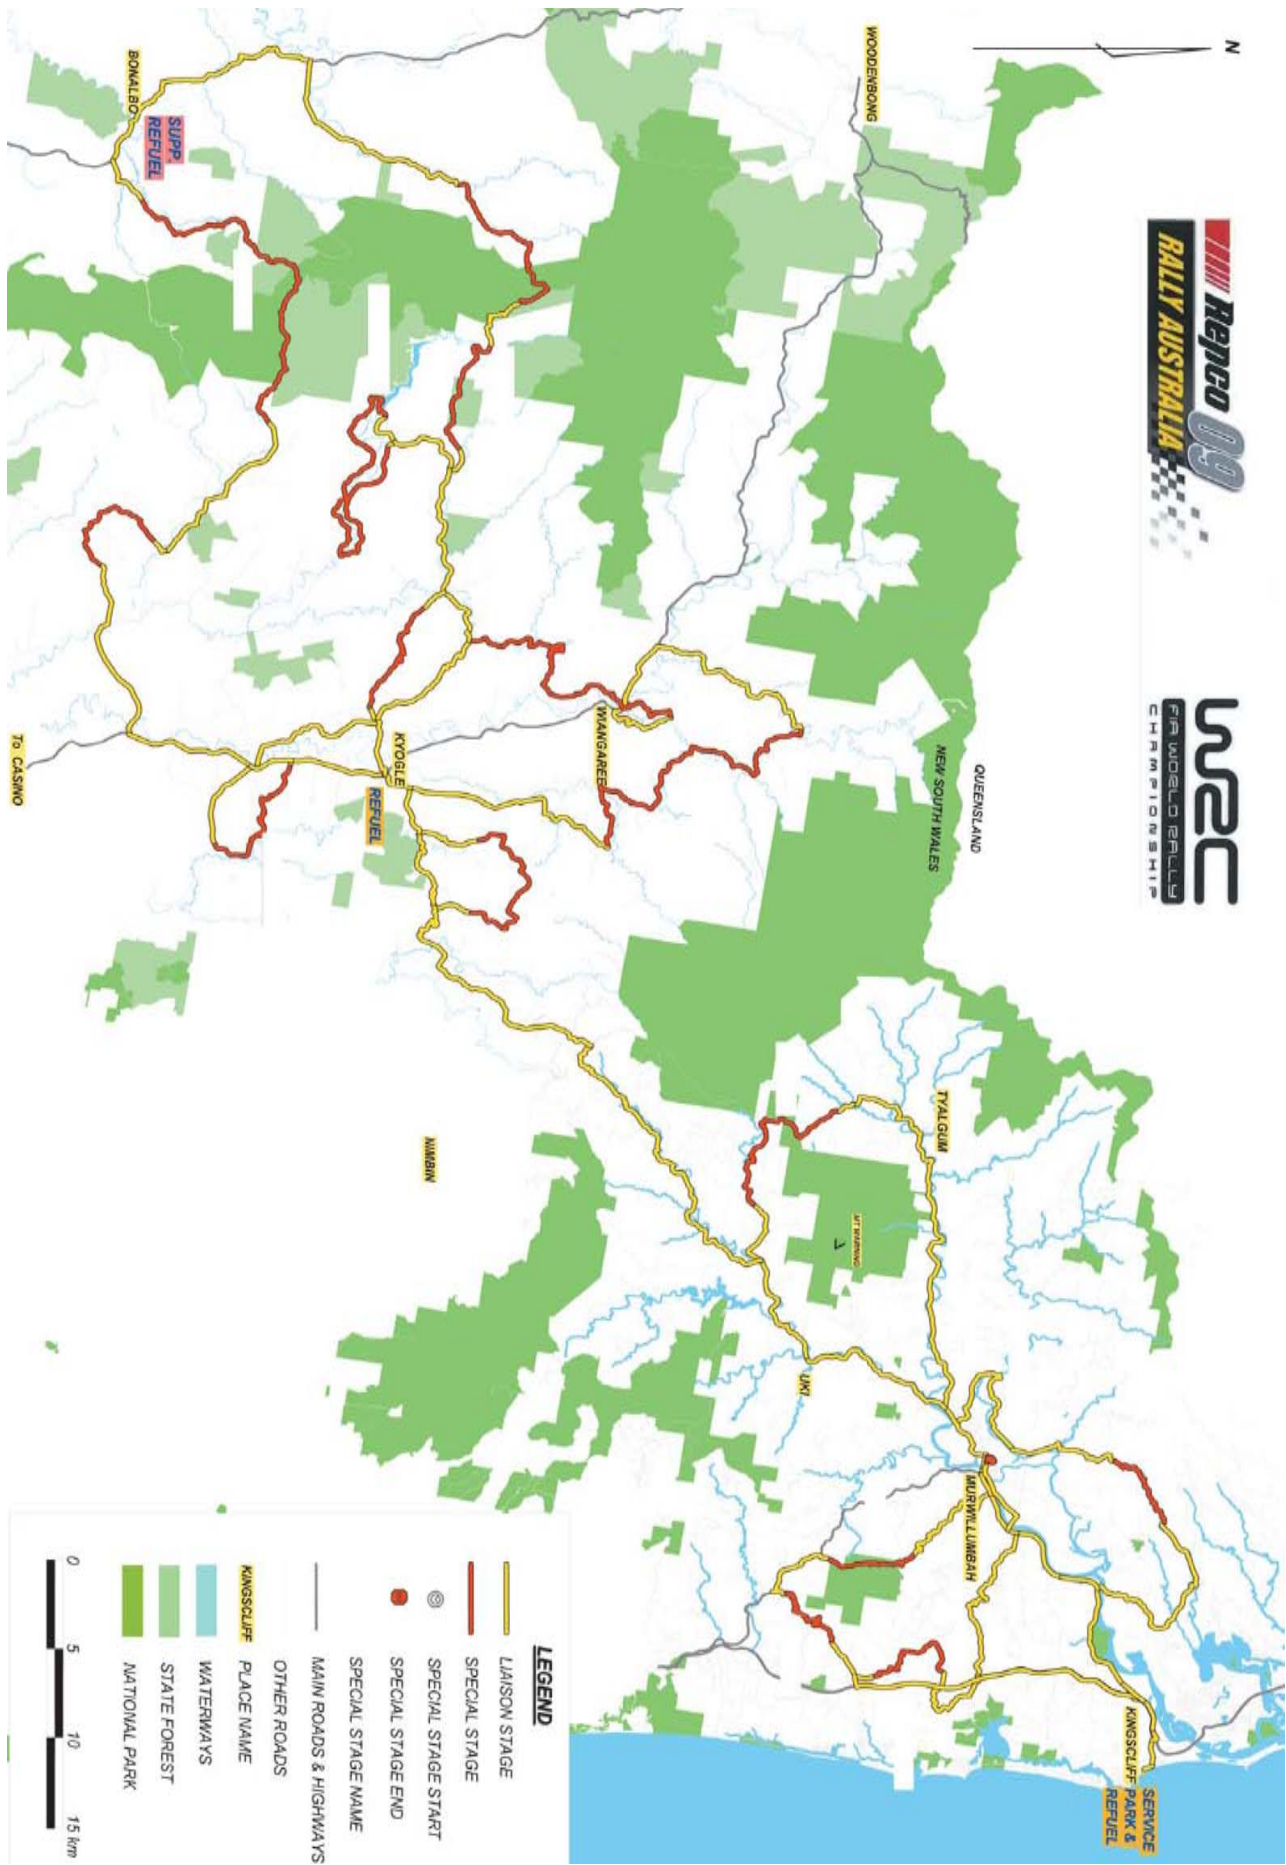 N
Repco 09
RALLY AUSTRALIA
WRC
FIA WORLD RALLY
CHAMPIONSHIP
WOODENBONG
BONALBO
SUPP.
REFUEL
QUEENSLAND
NEW SOUTH WALES
WIANGAREE
KYOGLE
REFUEL
To CASINO
TYALGUM
NIMBIN
MT WARNING
UKI
MURWILLUMBAH
KINGSCLIFF
SERVICE
PARK &
REFUEL
LEGEND
LIAISON STAGE
SPECIAL STAGE
SPECIAL STAGE START
SPECIAL STAGE END
SPECIAL STAGE NAME
MAIN ROADS & HIGHWAYS
OTHER ROADS
KINGSCLIFF PLACE NAME
WATERWAYS
STATE FOREST
NATIONAL PARK
0 5 10 15 km